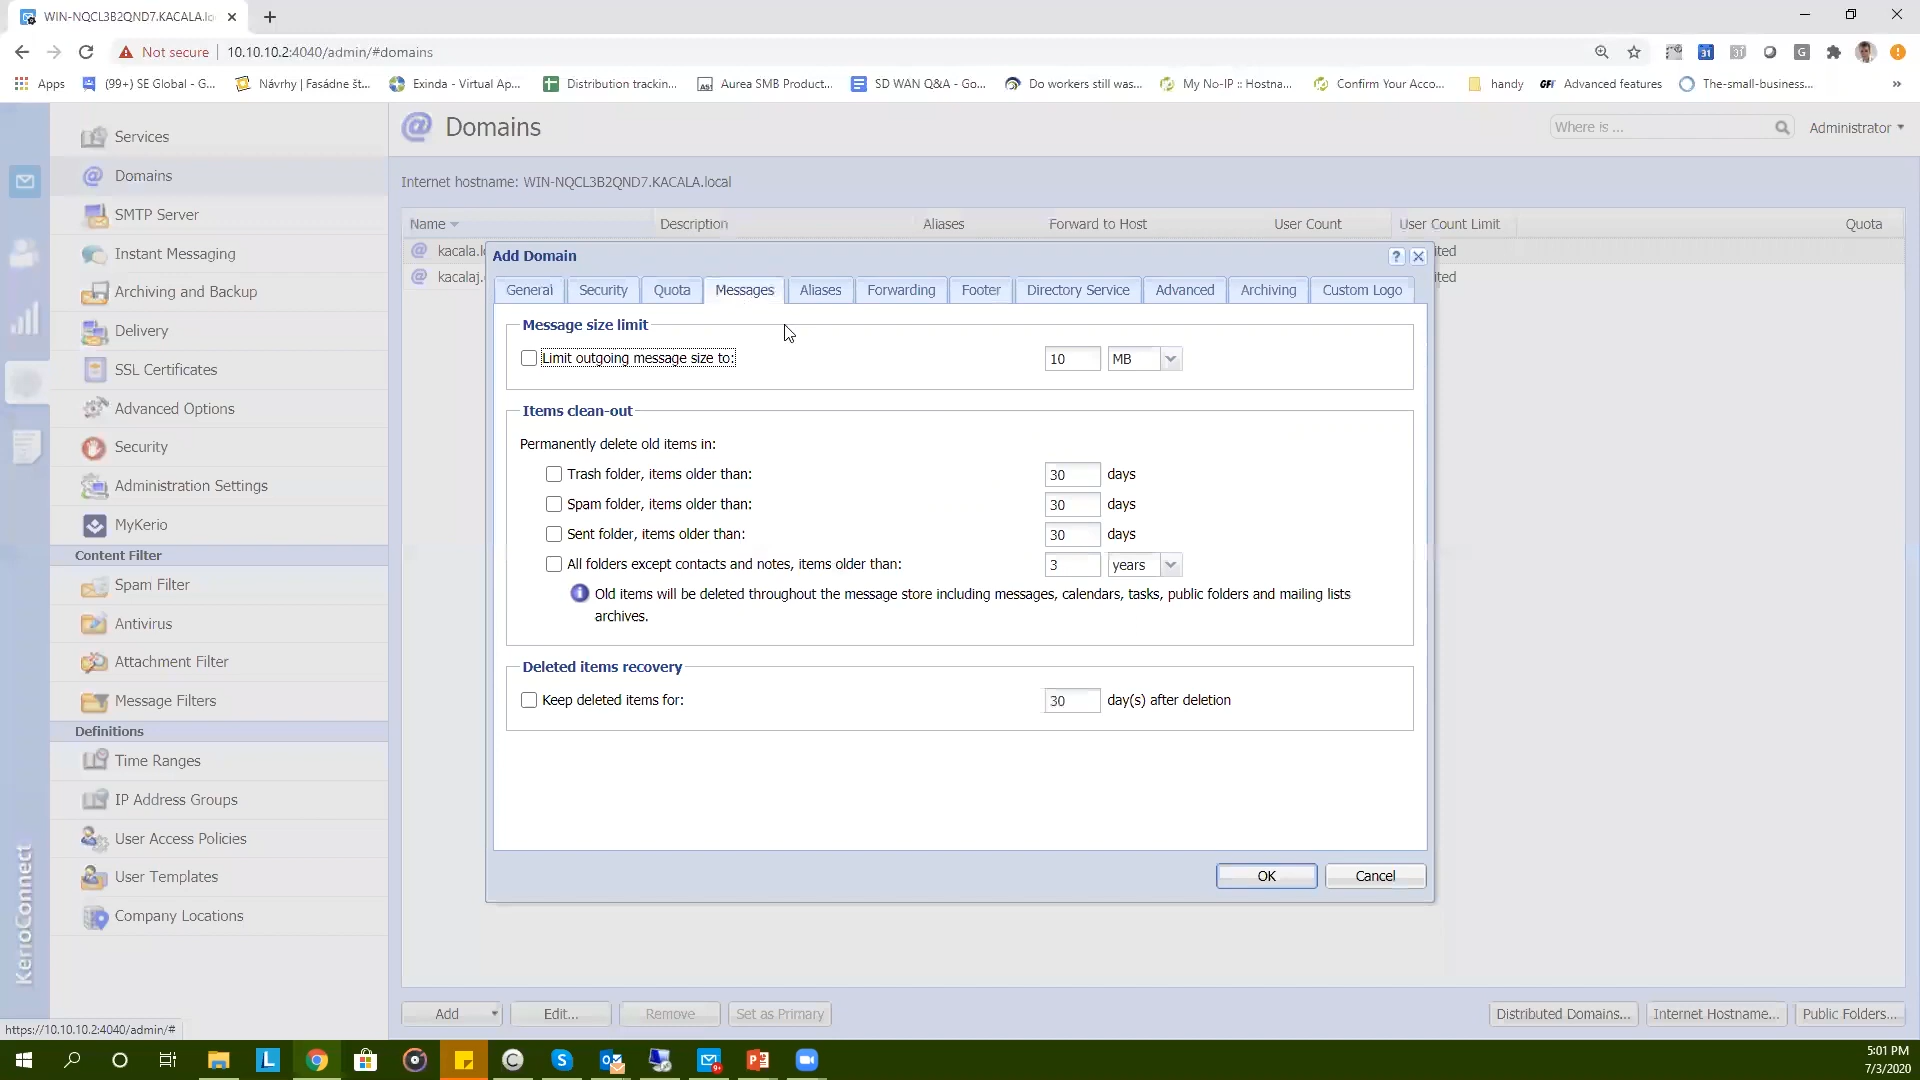 WIN-NQCL3B2QND7.KACALA.lo
Not secure 10.10.10.2:4040/admin/#domains
Apps (99+) SE Global - G... Návrhy | Fasádne št... Exinda - Virtual Ap... Distribution trackin... Aurea SMB Product... SD WAN Q&A - Go... Do workers still was... My No-IP :: Hostna... Confirm Your Acco... handy GFI Advanced features The-small-business... »
Services
Domains
SMTP Server
Instant Messaging
Archiving and Backup
Delivery
SSL Certificates
Advanced Options
Security
Administration Settings
MyKerio
Content Filter
Spam Filter
Antivirus
Attachment Filter
Message Filters
Definitions
Time Ranges
IP Address Groups
User Access Policies
User Templates
Company Locations
KerioConnect
Domains
Where is ...
Administrator
Internet hostname: WIN-NQCL3B2QND7.KACALA.local
Name Description Aliases Forward to Host User Count User Count Limit Quota
kacala.l ited
kacalaj. ited
Add Domain
General Security Quota Messages Aliases Forwarding Footer Directory Service Advanced Archiving Custom Logo
Message size limit
Limit outgoing message size to: 10 MB
Items clean-out
Permanently delete old items in:
Trash folder, items older than: 30 days
Spam folder, items older than: 30 days
Sent folder, items older than: 30 days
All folders except contacts and notes, items older than: 3 years
Old items will be deleted throughout the message store including messages, calendars, tasks, public folders and mailing lists
archives.
Deleted items recovery
Keep deleted items for: 30 day(s) after deletion
OK Cancel
Add Edit... Remove Set as Primary Distributed Domains... Internet Hostname... Public Folders...
https://10.10.10.2:4040/admin/#
5:01 PM
7/3/2020